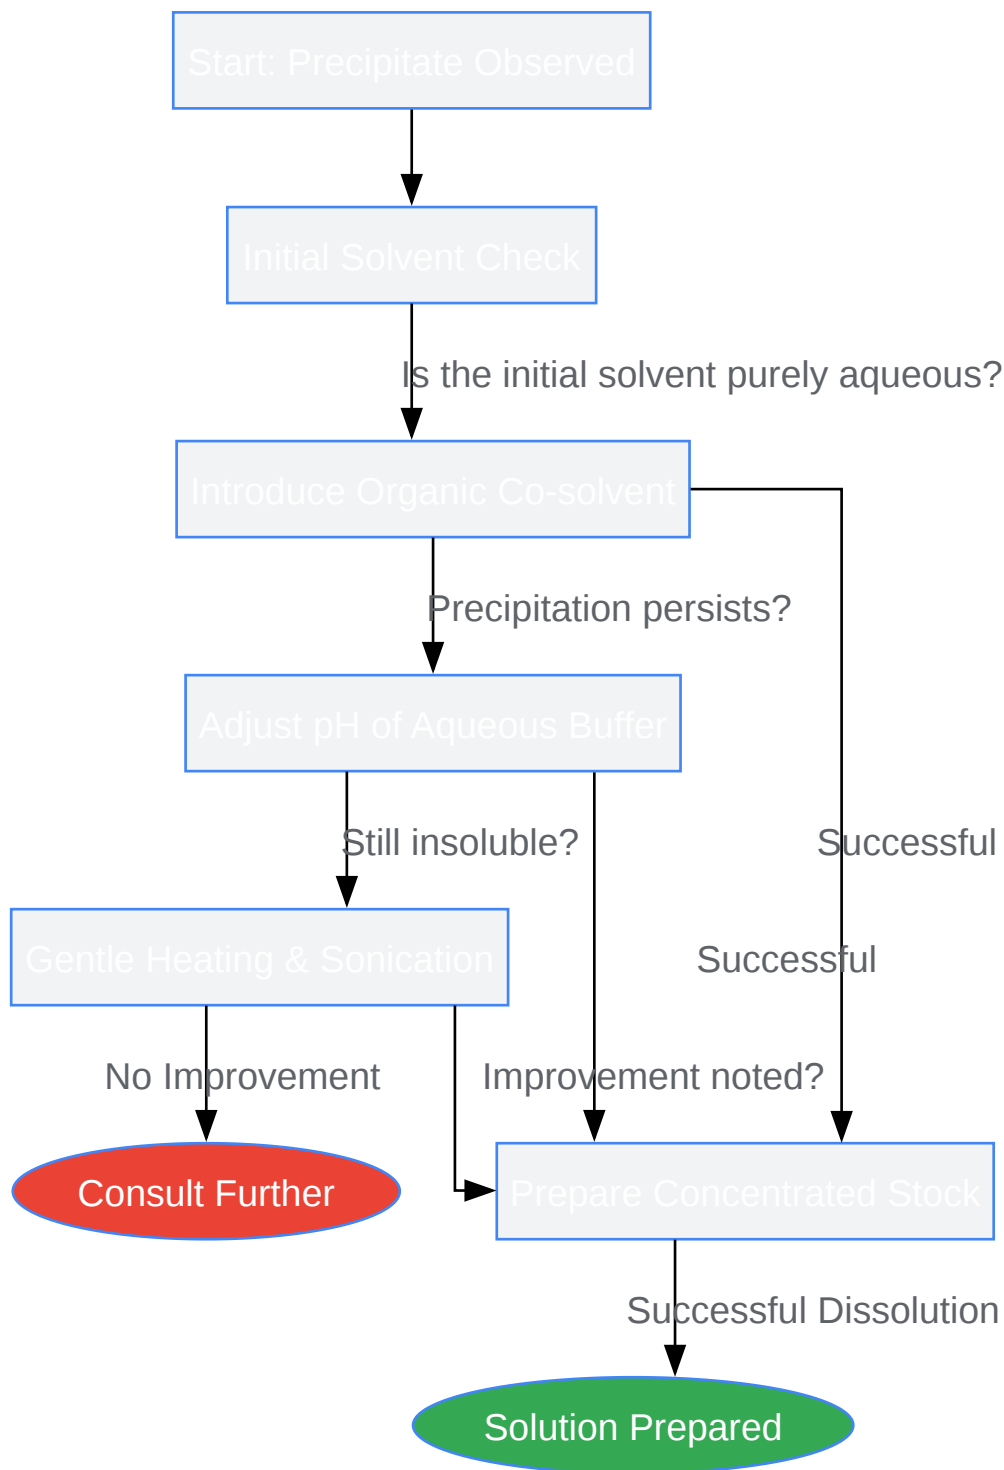 Start: Precipitate Observed
Initial Solvent Check
Is the initial solvent purely aqueous?
Introduce Organic Co-solvent
Precipitation persists?
Adjust pH of Aqueous Buffer
Still insoluble?
Successful
Gentle Heating & Sonication
Successful
No Improvement
Improvement noted?
Consult Further
Prepare Concentrated Stock
Successful Dissolution
Solution Prepared